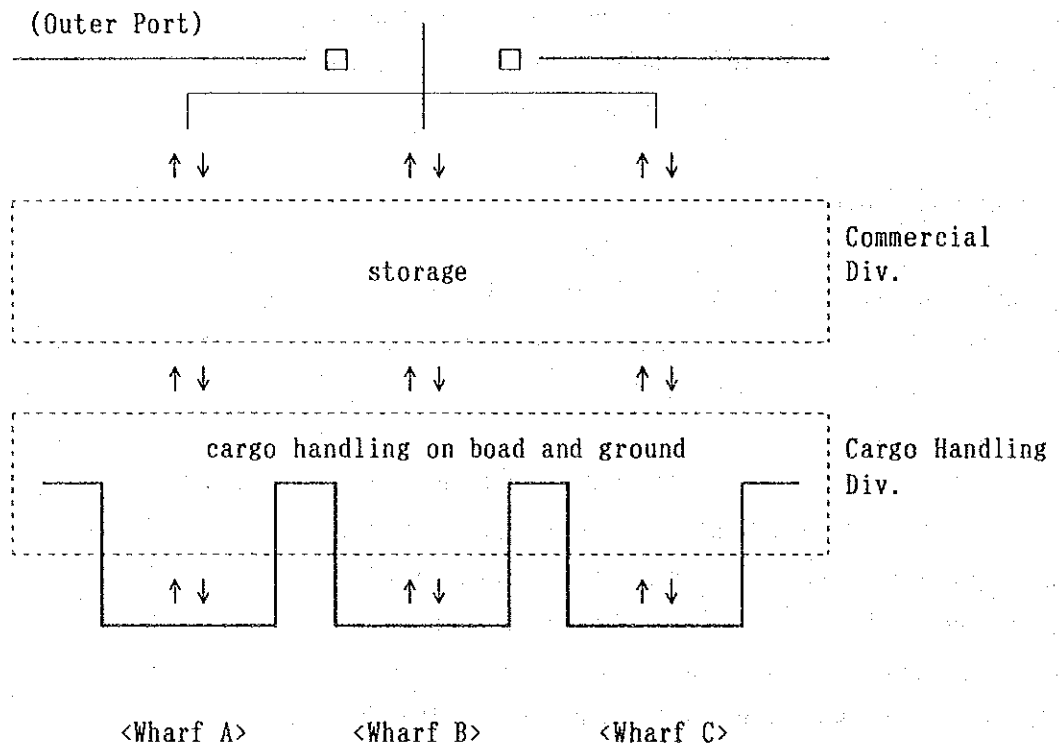 (Outer Port)
Commercial
Div.
storage
cargo handling on boad and ground
Cargo Handling
Div.
<Wharf A> <Wharf B> <Wharf C>